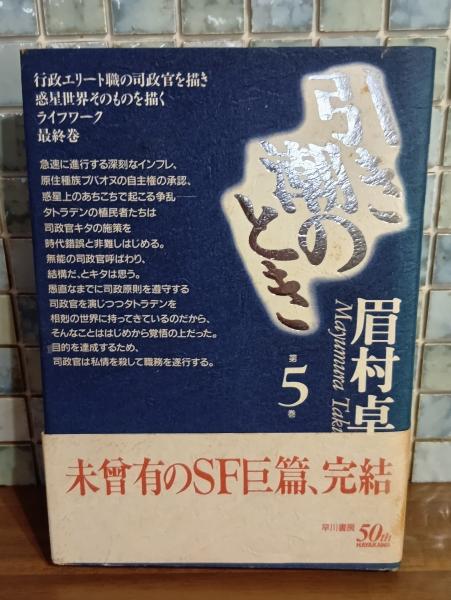 行政エリート職の司政官を描き
惑星世界そのものを描く
ライフワーク
最終巻
急速に進行する深刻なインフレ、
原住種族プバオヌの自主権の承認、
惑星上のあちこちで起こる争乱──
タトラデンの植民者たちは
司政官キタの施策を
時代錯誤と非難しはじめる。
無能の司政官呼ばわり、
結構だ、とキタは思う。
愚直なまでに司政原則を遵守する
司政官を演じつつタトラデンを
相剋の世界に持ってきているのだから、
そんなことははじめから覚悟の上だった。
目的を達成するため、
司政官は私情を殺して職務を遂行する。
引き潮のとき
第5巻
眉村卓
Mayumura Taku
未曾有のSF巨篇、完結
早川書房
50th
HAYAKAWA